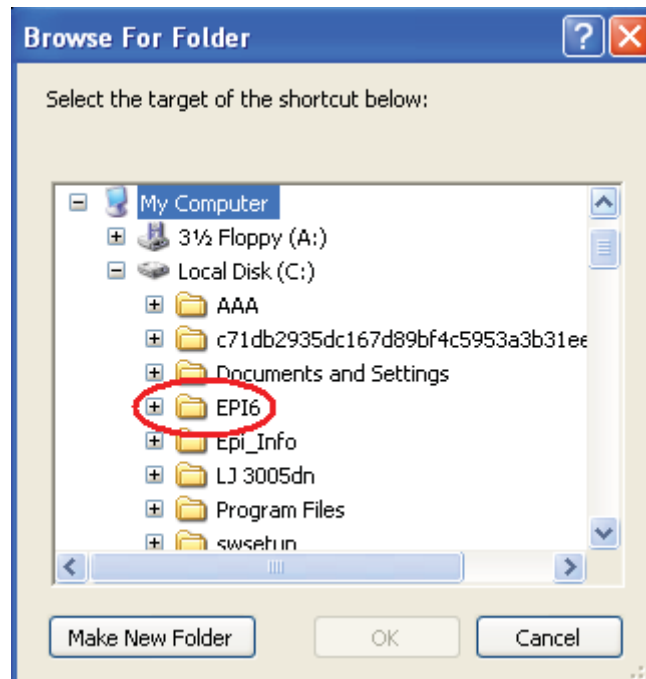 Browse For Folder
Select the target of the shortcut below:
My Computer
3½ Floppy (A:)
Local Disk (C:)
AAA
c71db2935dc167d89bf4c5953a3b31ee
Documents and Settings
EPI6
Epi_Info
LJ 3005dn
Program Files
swsetup
Make New Folder OK Cancel